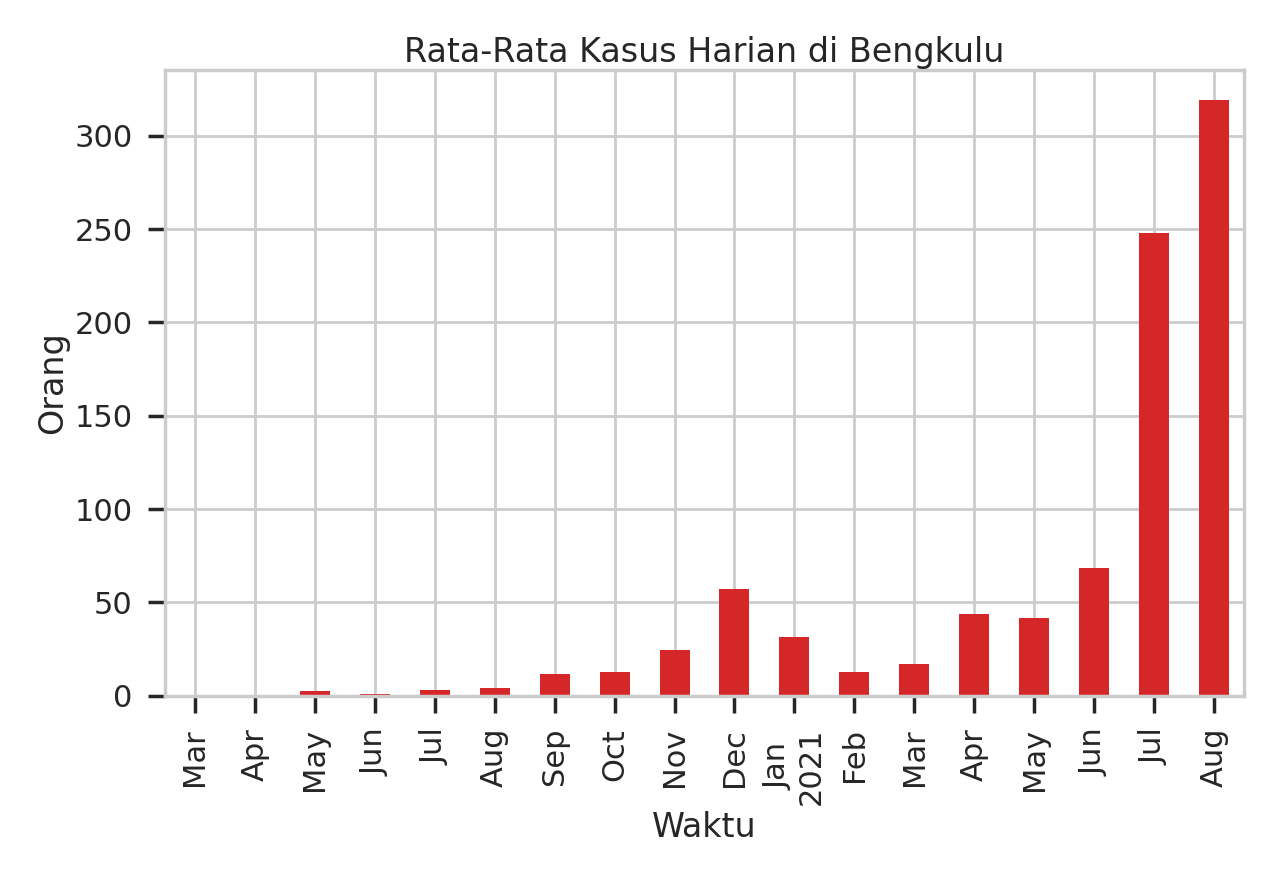 Rata-Rata Kasus Harian di Bengkulu
Orang
300
250
200
150
100
50
0
Mar
Apr
May
Jun
Jul
Aug
Sep
Oct
Nov
Dec
Jan
2021
Feb
Mar
Apr
May
Jun
Jul
Aug
Waktu